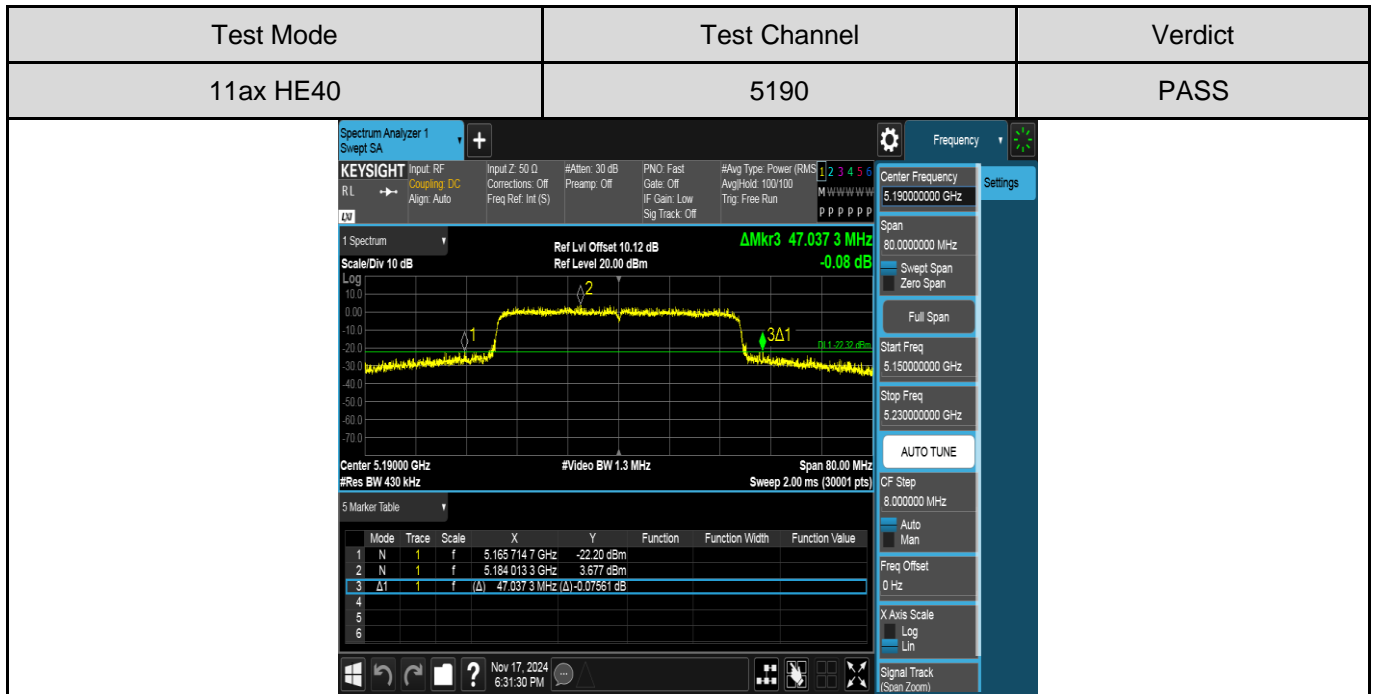 Test Mode Test Channel Verdict
11ax HE40 5190 PASS
Spectrum Analyzer 1
Swept SA
+
Frequency
KEYSIGHT Input: RF Input Z: 50 Ω #Atten: 30 dB PNO: Fast #Avg Type: Power (RMS 1 2 3 4 5 6
RL Coupling: DC Corrections: Off Preamp: Off Gate: Off Avg|Hold: 100/100 M W W W W W
Align: Auto Freq Ref: Int (S) IF Gain: Low Trig: Free Run
LXI Sig Track: Off P P P P P P
1 Spectrum
Scale/Div 10 dB
Ref Lvl Offset 10.12 dB
Ref Level 20.00 dBm
ΔMkr3 47.037 3 MHz
-0.08 dB
Log
10.0
0.00
-10.0
-20.0
-30.0
-40.0
-50.0
-60.0
-70.0
1
2
3Δ1
DL1 -22.32 dBm
Center 5.19000 GHz #Video BW 1.3 MHz Span 80.00 MHz
#Res BW 430 kHz Sweep 2.00 ms (30001 pts)
5 Marker Table
Mode Trace Scale X Y Function Function Width Function Value
1 N 1 f 5.165 714 7 GHz -22.20 dBm
2 N 1 f 5.184 013 3 GHz 3.677 dBm
3 Δ1 1 f (Δ) 47.037 3 MHz (Δ) -0.07561 dB
4
5
6
? Nov 17, 2024
6:31:30 PM
Center Frequency
5.190000000 GHz
Settings
Span
80.0000000 MHz
Swept Span
Zero Span
Full Span
Start Freq
5.150000000 GHz
Stop Freq
5.230000000 GHz
AUTO TUNE
CF Step
8.000000 MHz
Auto
Man
Freq Offset
0 Hz
X Axis Scale
Log
Lin
Signal Track
(Span Zoom)